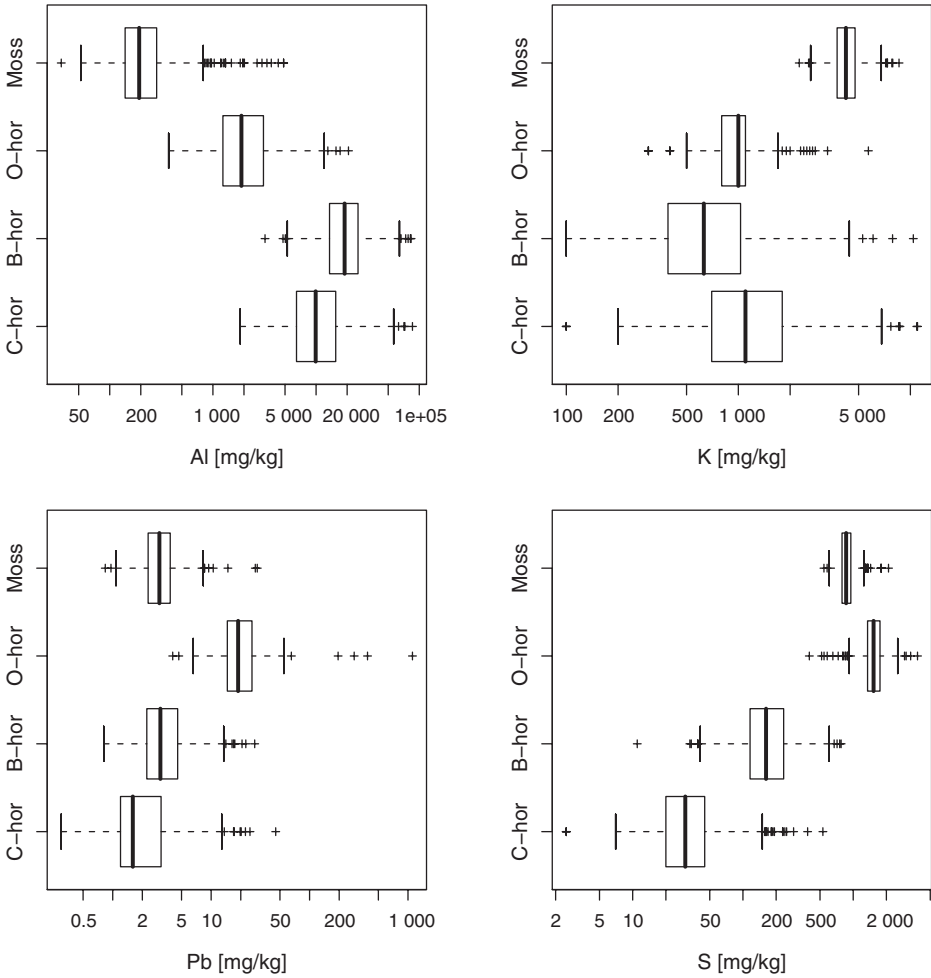 Moss
O-hor
B-hor
C-hor
50 200 1 000 5 000 20 000 1e+05
Al [mg/kg]
Moss
O-hor
B-hor
C-hor
100 200 500 1 000 5 000
K [mg/kg]
Moss
O-hor
B-hor
C-hor
0.5 2 5 10 50 200 1 000
Pb [mg/kg]
Moss
O-hor
B-hor
C-hor
2 5 10 50 200 500 2 000
S [mg/kg]